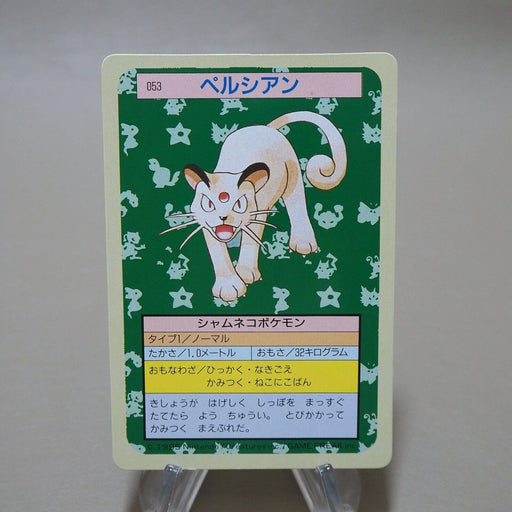 053
ペルシアン
シャムネコポケモン
タイプ1／ノーマル
たかさ／1.0メートル おもさ／32キログラム
おもなわざ／ひっかく・なきごえ
かみつく・ねこにこばん
きしょうが はげしく しっぽを まっすぐ
たてたら よう ちゅうい。 とびかかって
かみつく まえぶれだ。